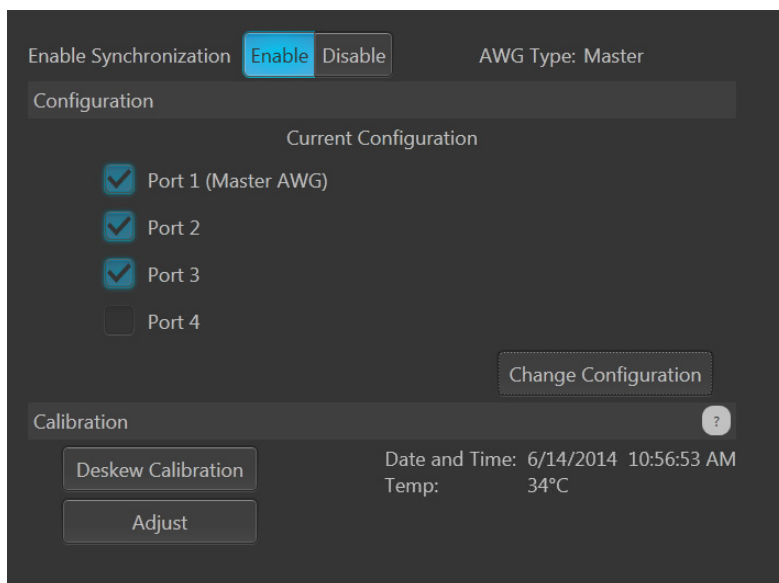 Enable Synchronization Enable Disable AWG Type: Master
Configuration
Current Configuration
Port 1 (Master AWG)
Port 2
Port 3
Port 4
Change Configuration
Calibration ?
Deskew Calibration
Date and Time: 6/14/2014 10:56:53 AM
Temp: 34°C
Adjust